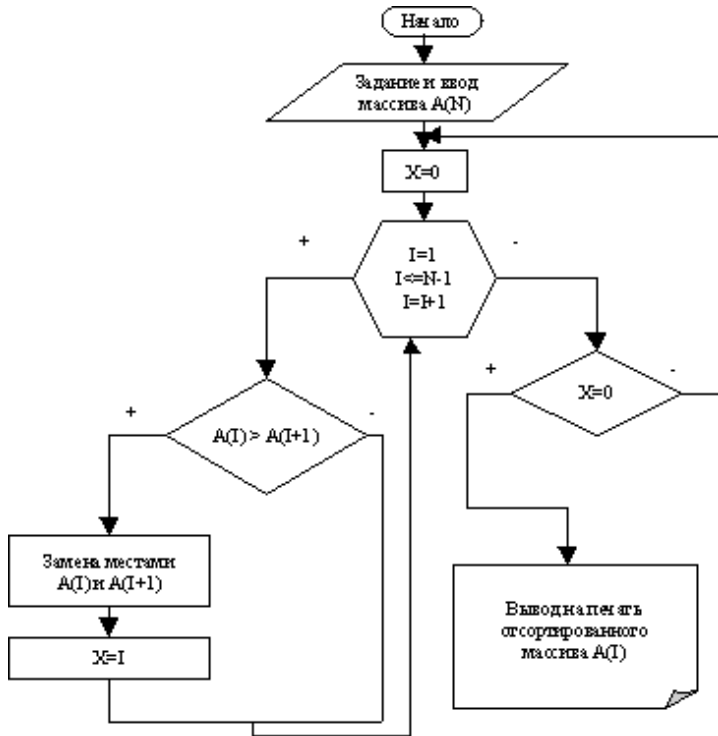 Начало
Задание и ввод
массива A(N)
X=0
+
-
I=1
I<=N-1
I=I+1
+
-
X=0
+
-
A(I) > A(I+1)
Замена местами
A(I) и A(I+1)
X=I
Вывод на печать
отсортированного
массива A(I)